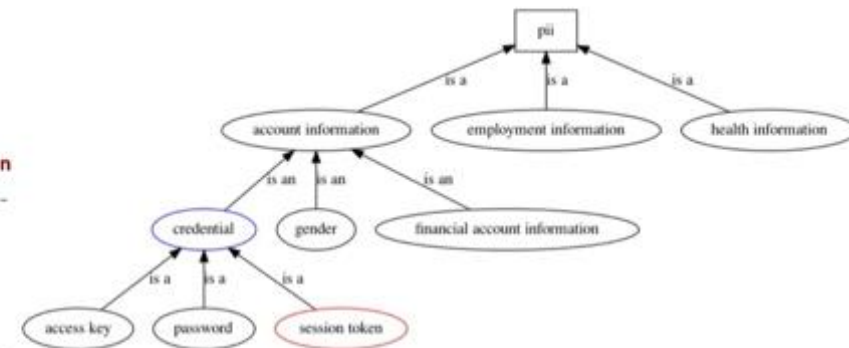 pii
is a is a is a
account information employment information health information
n
is an is an is an
credential gender financial account information
is a is a is a
access key password session token